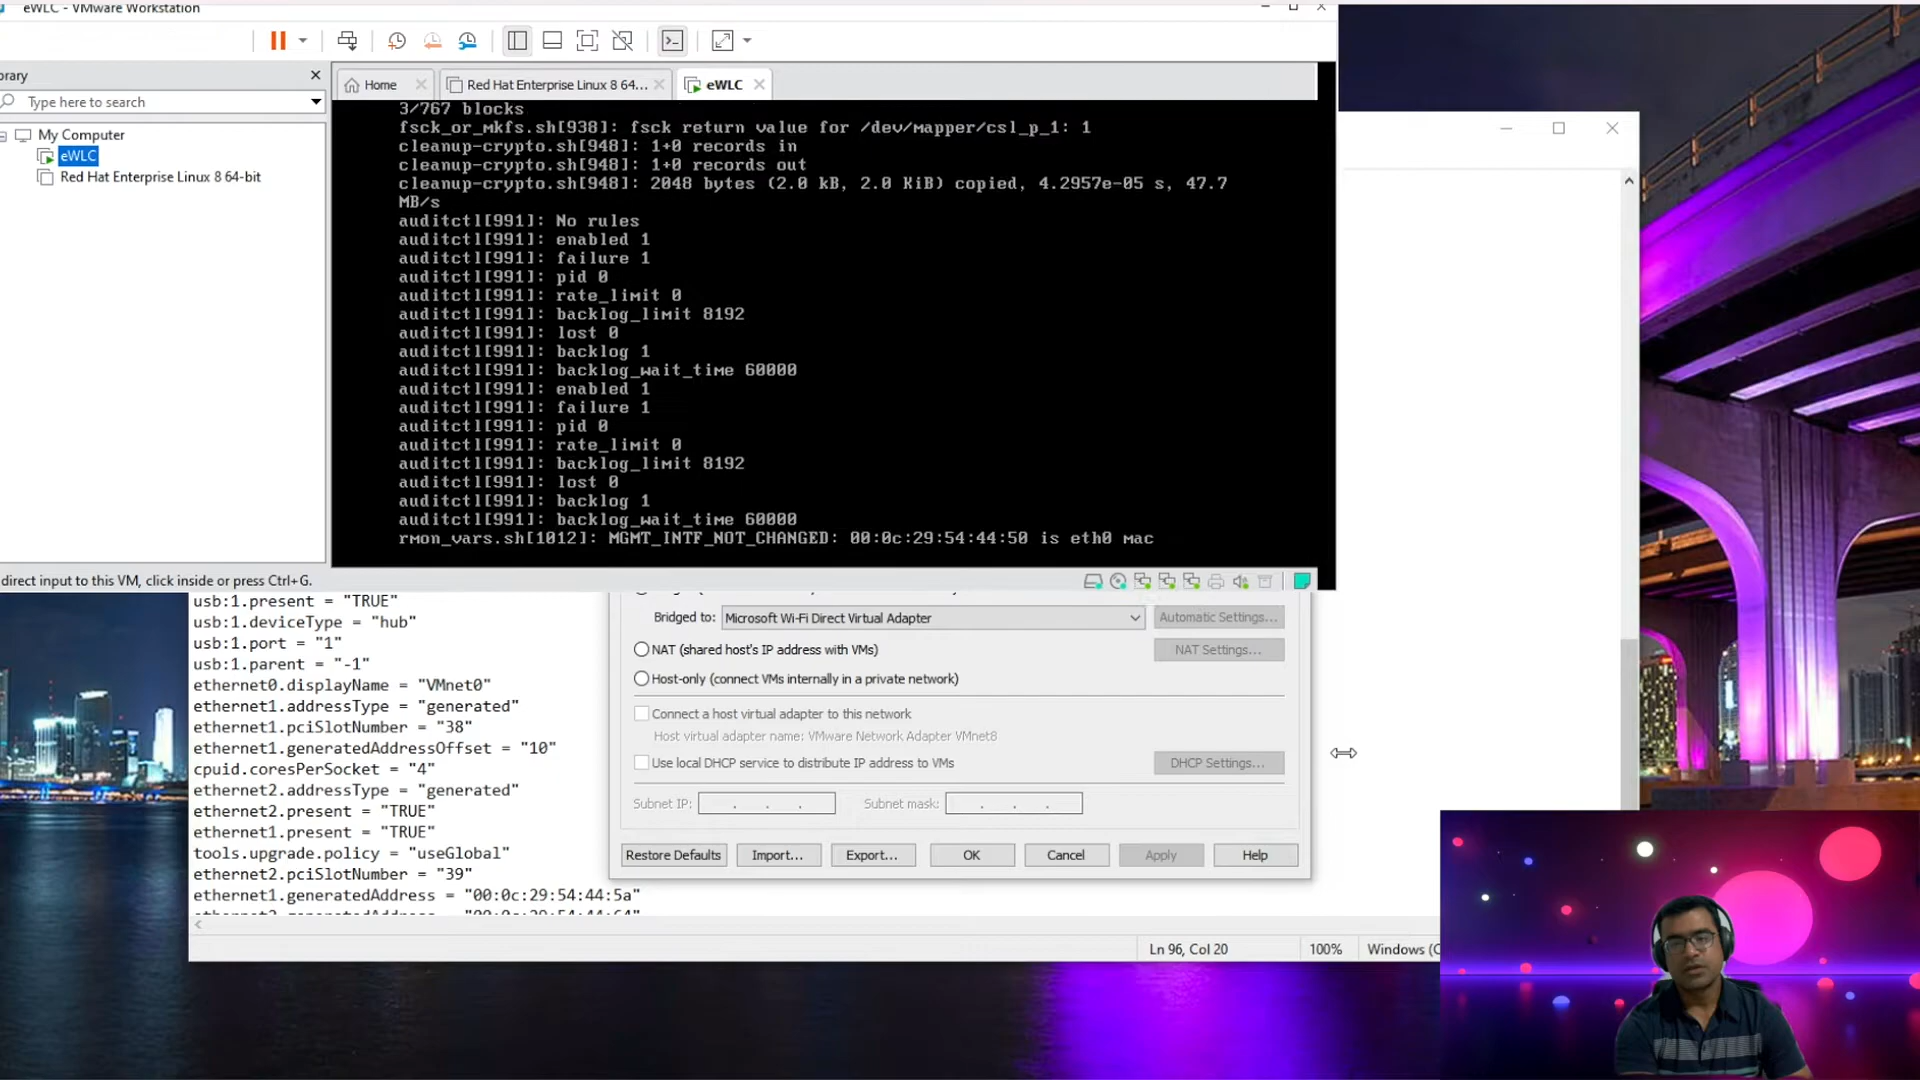 eWLC - VMware Workstation
orary
Type here to search
My Computer
eWLC
Red Hat Enterprise Linux 8 64-bit
Home
Red Hat Enterprise Linux 8 64...
eWLC
3/767 blocks
fsck_or_mkfs.sh[938]: fsck return value for /dev/mapper/csl_p_1: 1
cleanup-crypto.sh[948]: 1+0 records in
cleanup-crypto.sh[948]: 1+0 records out
cleanup-crypto.sh[948]: 2048 bytes (2.0 kB, 2.0 KiB) copied, 4.2957e-05 s, 47.7
MB/s
auditctl[991]: No rules
auditctl[991]: enabled 1
auditctl[991]: failure 1
auditctl[991]: pid 0
auditctl[991]: rate_limit 0
auditctl[991]: backlog_limit 8192
auditctl[991]: lost 0
auditctl[991]: backlog 1
auditctl[991]: backlog_wait_time 60000
auditctl[991]: enabled 1
auditctl[991]: failure 1
auditctl[991]: pid 0
auditctl[991]: rate_limit 0
auditctl[991]: backlog_limit 8192
auditctl[991]: lost 0
auditctl[991]: backlog 1
auditctl[991]: backlog_wait_time 60000
rmon_vars.sh[1012]: MGMT_INTF_NOT_CHANGED: 00:0c:29:54:44:50 is eth0 mac
direct input to this VM, click inside or press Ctrl+G.
usb:1.present = "TRUE"
usb:1.deviceType = "hub"
usb:1.port = "1"
usb:1.parent = "-1"
ethernet0.displayName = "VMnet0"
ethernet1.addressType = "generated"
ethernet1.pciSlotNumber = "38"
ethernet1.generatedAddressOffset = "10"
cpuid.coresPerSocket = "4"
ethernet2.addressType = "generated"
ethernet2.present = "TRUE"
ethernet1.present = "TRUE"
tools.upgrade.policy = "useGlobal"
ethernet2.pciSlotNumber = "39"
ethernet1.generatedAddress = "00:0c:29:54:44:5a"
Bridged to: Microsoft Wi-Fi Direct Virtual Adapter Automatic Settings...
NAT (shared host's IP address with VMs) NAT Settings...
Host-only (connect VMs internally in a private network)
Connect a host virtual adapter to this network
Host virtual adapter name: VMware Network Adapter VMnet8
Use local DHCP service to distribute IP address to VMs DHCP Settings...
Subnet IP: . . . Subnet mask: . . .
Restore Defaults Import... Export... OK Cancel Apply Help
Ln 96, Col 20 100% Windows (C